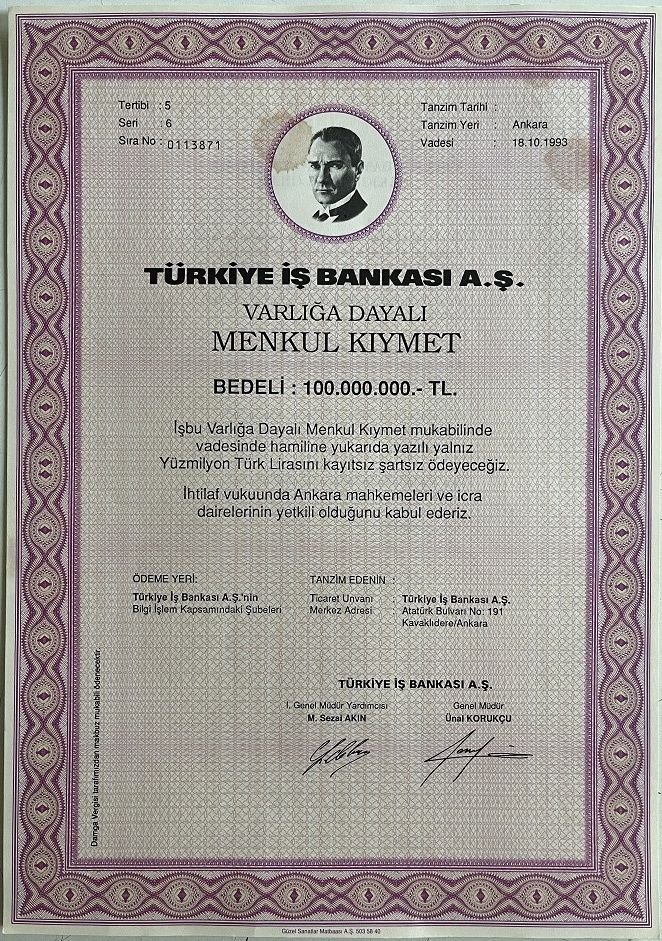 Tertibi : 5
Seri : 6
Sıra No : 0113871
Tanzim Tarihi :
Tanzim Yeri : Ankara
Vadesi : 18.10.1993
TÜRKİYE İŞ BANKASI A.Ş.
VARLIĞA DAYALI
MENKUL KIYMET
BEDELİ : 100.000.000.- TL.
İşbu Varlığa Dayalı Menkul Kıymet mukabilinde
vadesinde hamiline yukarıda yazılı yalnız
Yüzmilyon Türk Lirasını kayıtsız şartsız ödeyeceğiz.
İhtilaf vukuunda Ankara mahkemeleri ve icra
dairelerinin yetkili olduğunu kabul ederiz.
ÖDEME YERİ:
Türkiye İş Bankası A.Ş.'nin
Bilgi İşlem Kapsamındaki Şubeleri
TANZİM EDENİN :
Ticaret Unvanı : Türkiye İş Bankası A.Ş.
Merkez Adresi : Atatürk Bulvarı No: 191
Kavaklıdere/Ankara
TÜRKİYE İŞ BANKASI A.Ş.
I. Genel Müdür Yardımcısı
M. Sezai AKIN
Genel Müdür
Ünal KORUKÇU
Damga Vergisi tarafımızdan makbuz mukabili ödenecektir
Güzel Sanatlar Matbaası A.Ş. 503 58 40